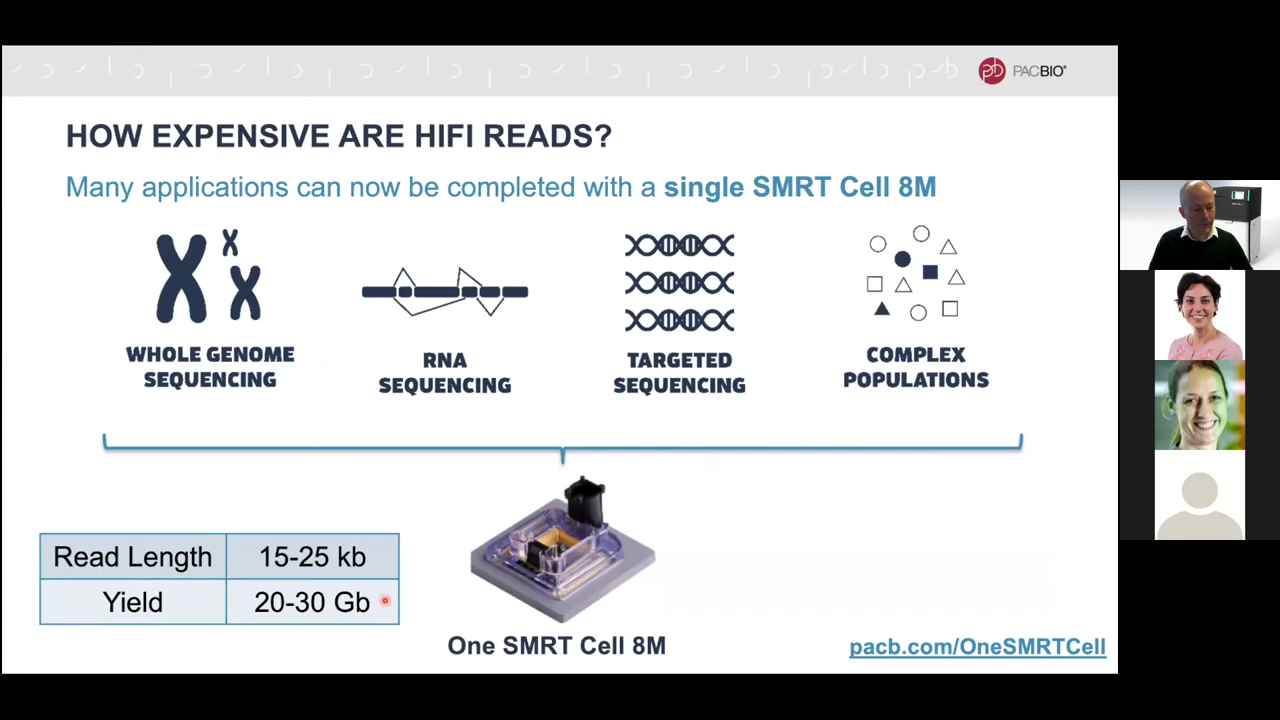 PACBIO®
HOW EXPENSIVE ARE HIFI READS?
Many applications can now be completed with a single SMRT Cell 8M
WHOLE GENOME
SEQUENCING
RNA
SEQUENCING
TARGETED
SEQUENCING
COMPLEX
POPULATIONS
Read Length 15-25 kb
Yield 20-30 Gb
One SMRT Cell 8M
pacb.com/OneSMRTCell